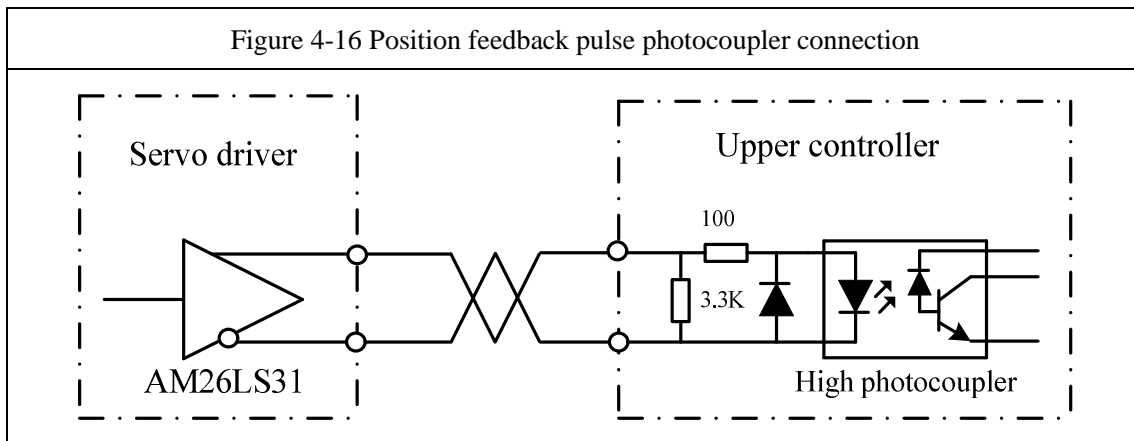 Figure 4-16 Position feedback pulse photocoupler connection
Servo driver
Upper controller
100
3.3K
AM26LS31
High photocoupler